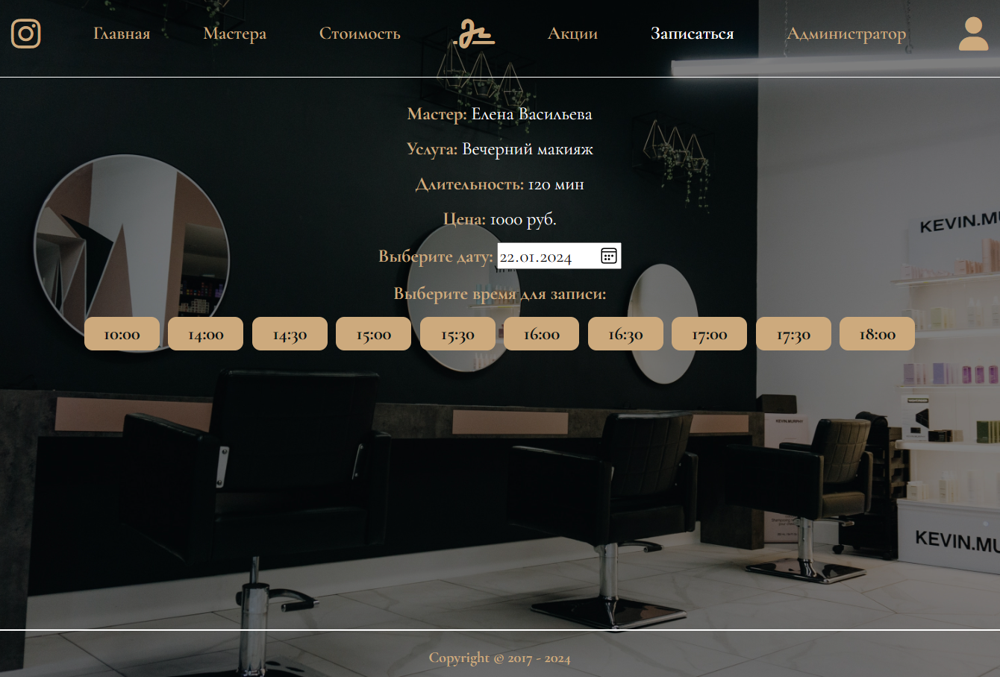 Главная Мастера Стоимость Акции Записаться Администратор
Мастер: Елена Васильева
Услуга: Вечерний макияж
Длительность: 120 мин
Цена: 1000 руб.
Выберите дату: 22.01.2024
Выберите время для записи:
10:00 14:00 14:30 15:00 15:30 16:00 16:30 17:00 17:30 18:00
KEVIN.MU
KEVIN.MURPHY
KEVIN.MU
Copyright © 2017 - 2024